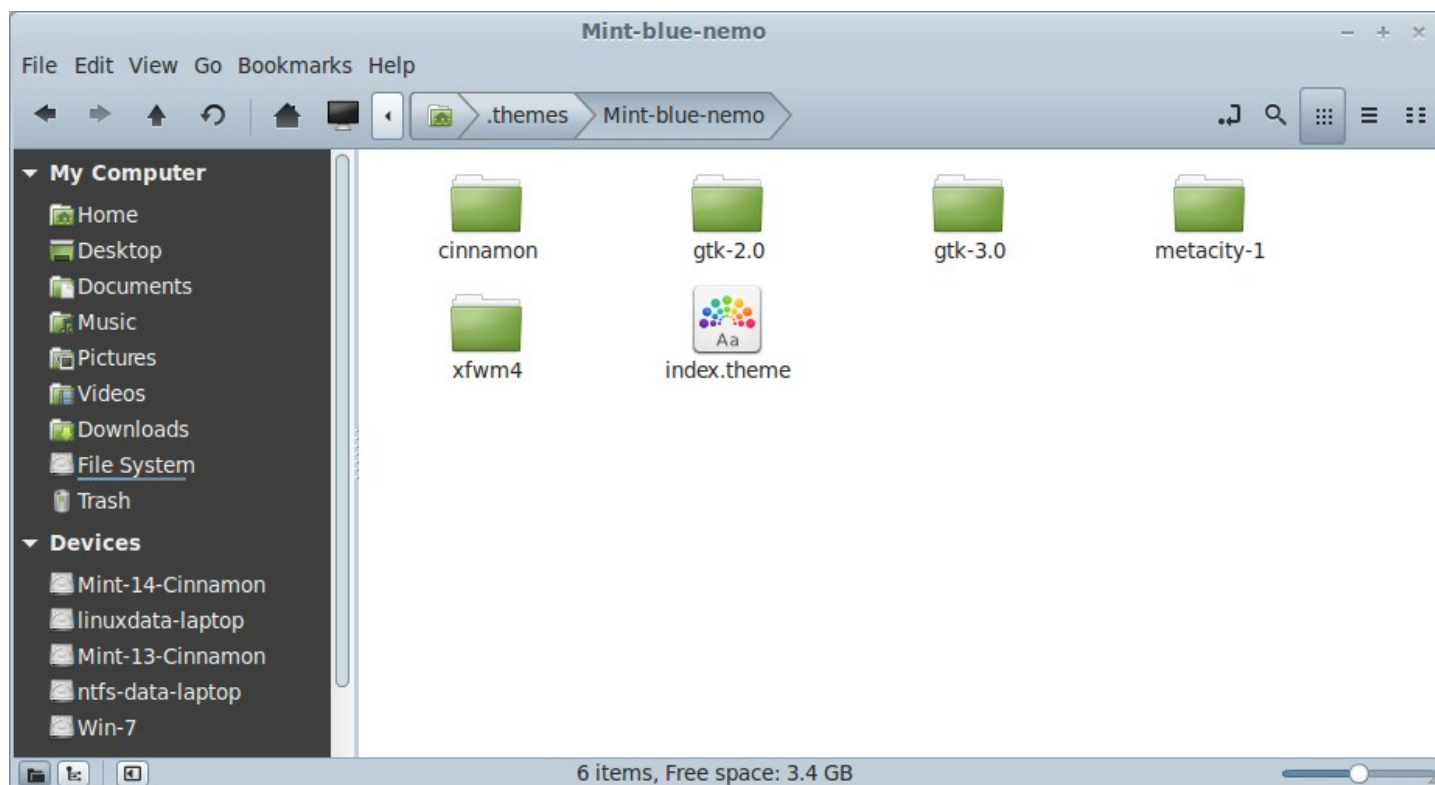 Mint-blue-nemo
File Edit View Go Bookmarks Help
.themes Mint-blue-nemo
My Computer
Home
Desktop
Documents
Music
Pictures
Videos
Downloads
File System
Trash
Devices
Mint-14-Cinnamon
linuxdata-laptop
Mint-13-Cinnamon
ntfs-data-laptop
Win-7
cinnamon gtk-2.0 gtk-3.0 metacity-1
Aa
xfwm4 index.theme
6 items, Free space: 3.4 GB